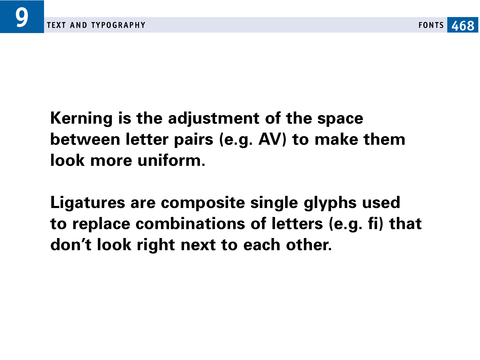 9
TEXT AND TYPOGRAPHY
FONTS 468
Kerning is the adjustment of the space
between letter pairs (e.g. AV) to make them
look more uniform.
Ligatures are composite single glyphs used
to replace combinations of letters (e.g. fi) that
don’t look right next to each other.